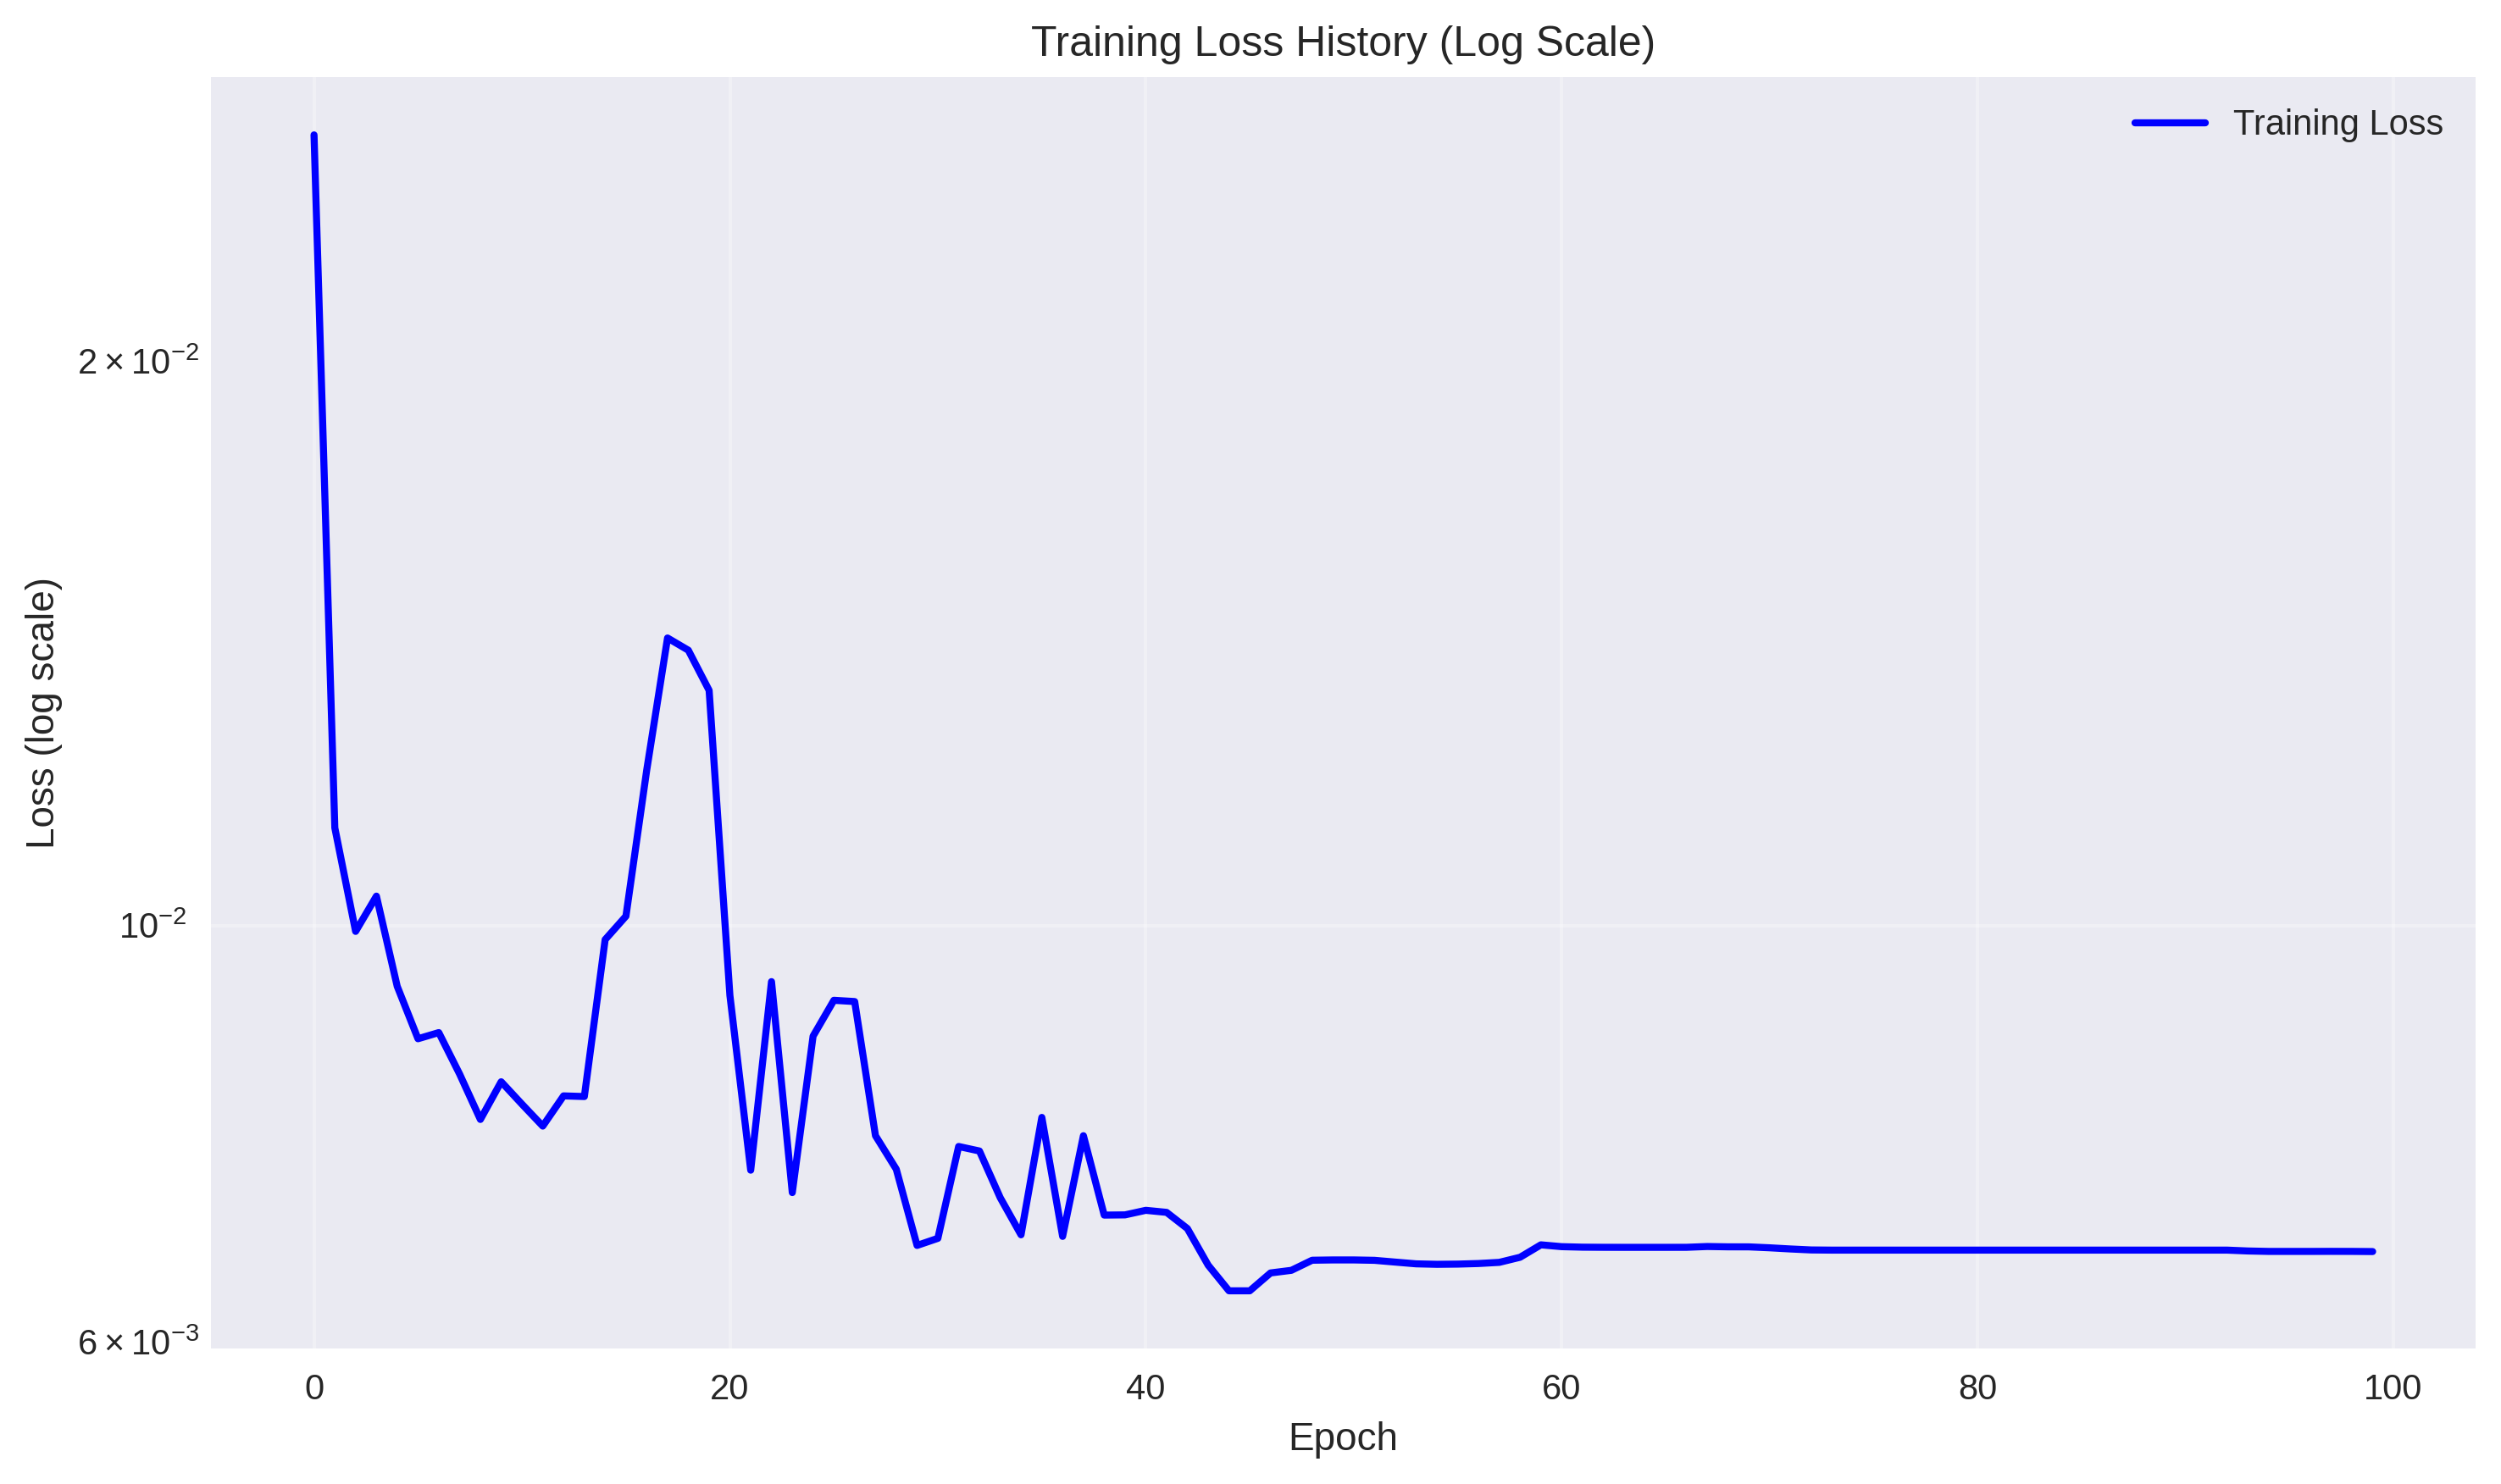 Training Loss History (Log Scale)
Training Loss
Loss (log scale)
2 × 10⁻²
10⁻²
6 × 10⁻³
0 20 40 60 80 100
Epoch